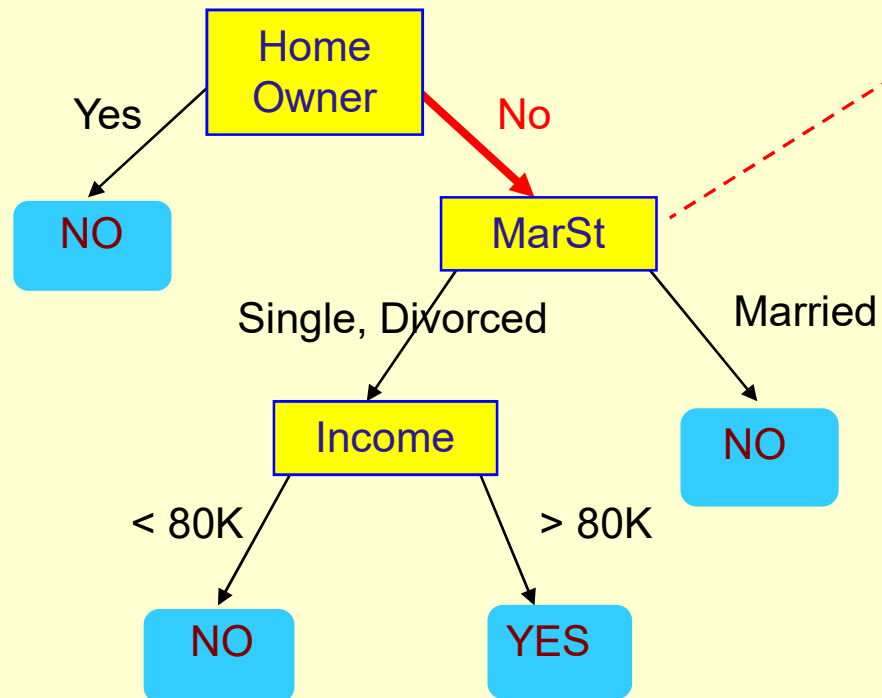 Home
Owner
Yes
No
NO
MarSt
Single, Divorced
Married
Income
NO
< 80K
> 80K
NO
YES